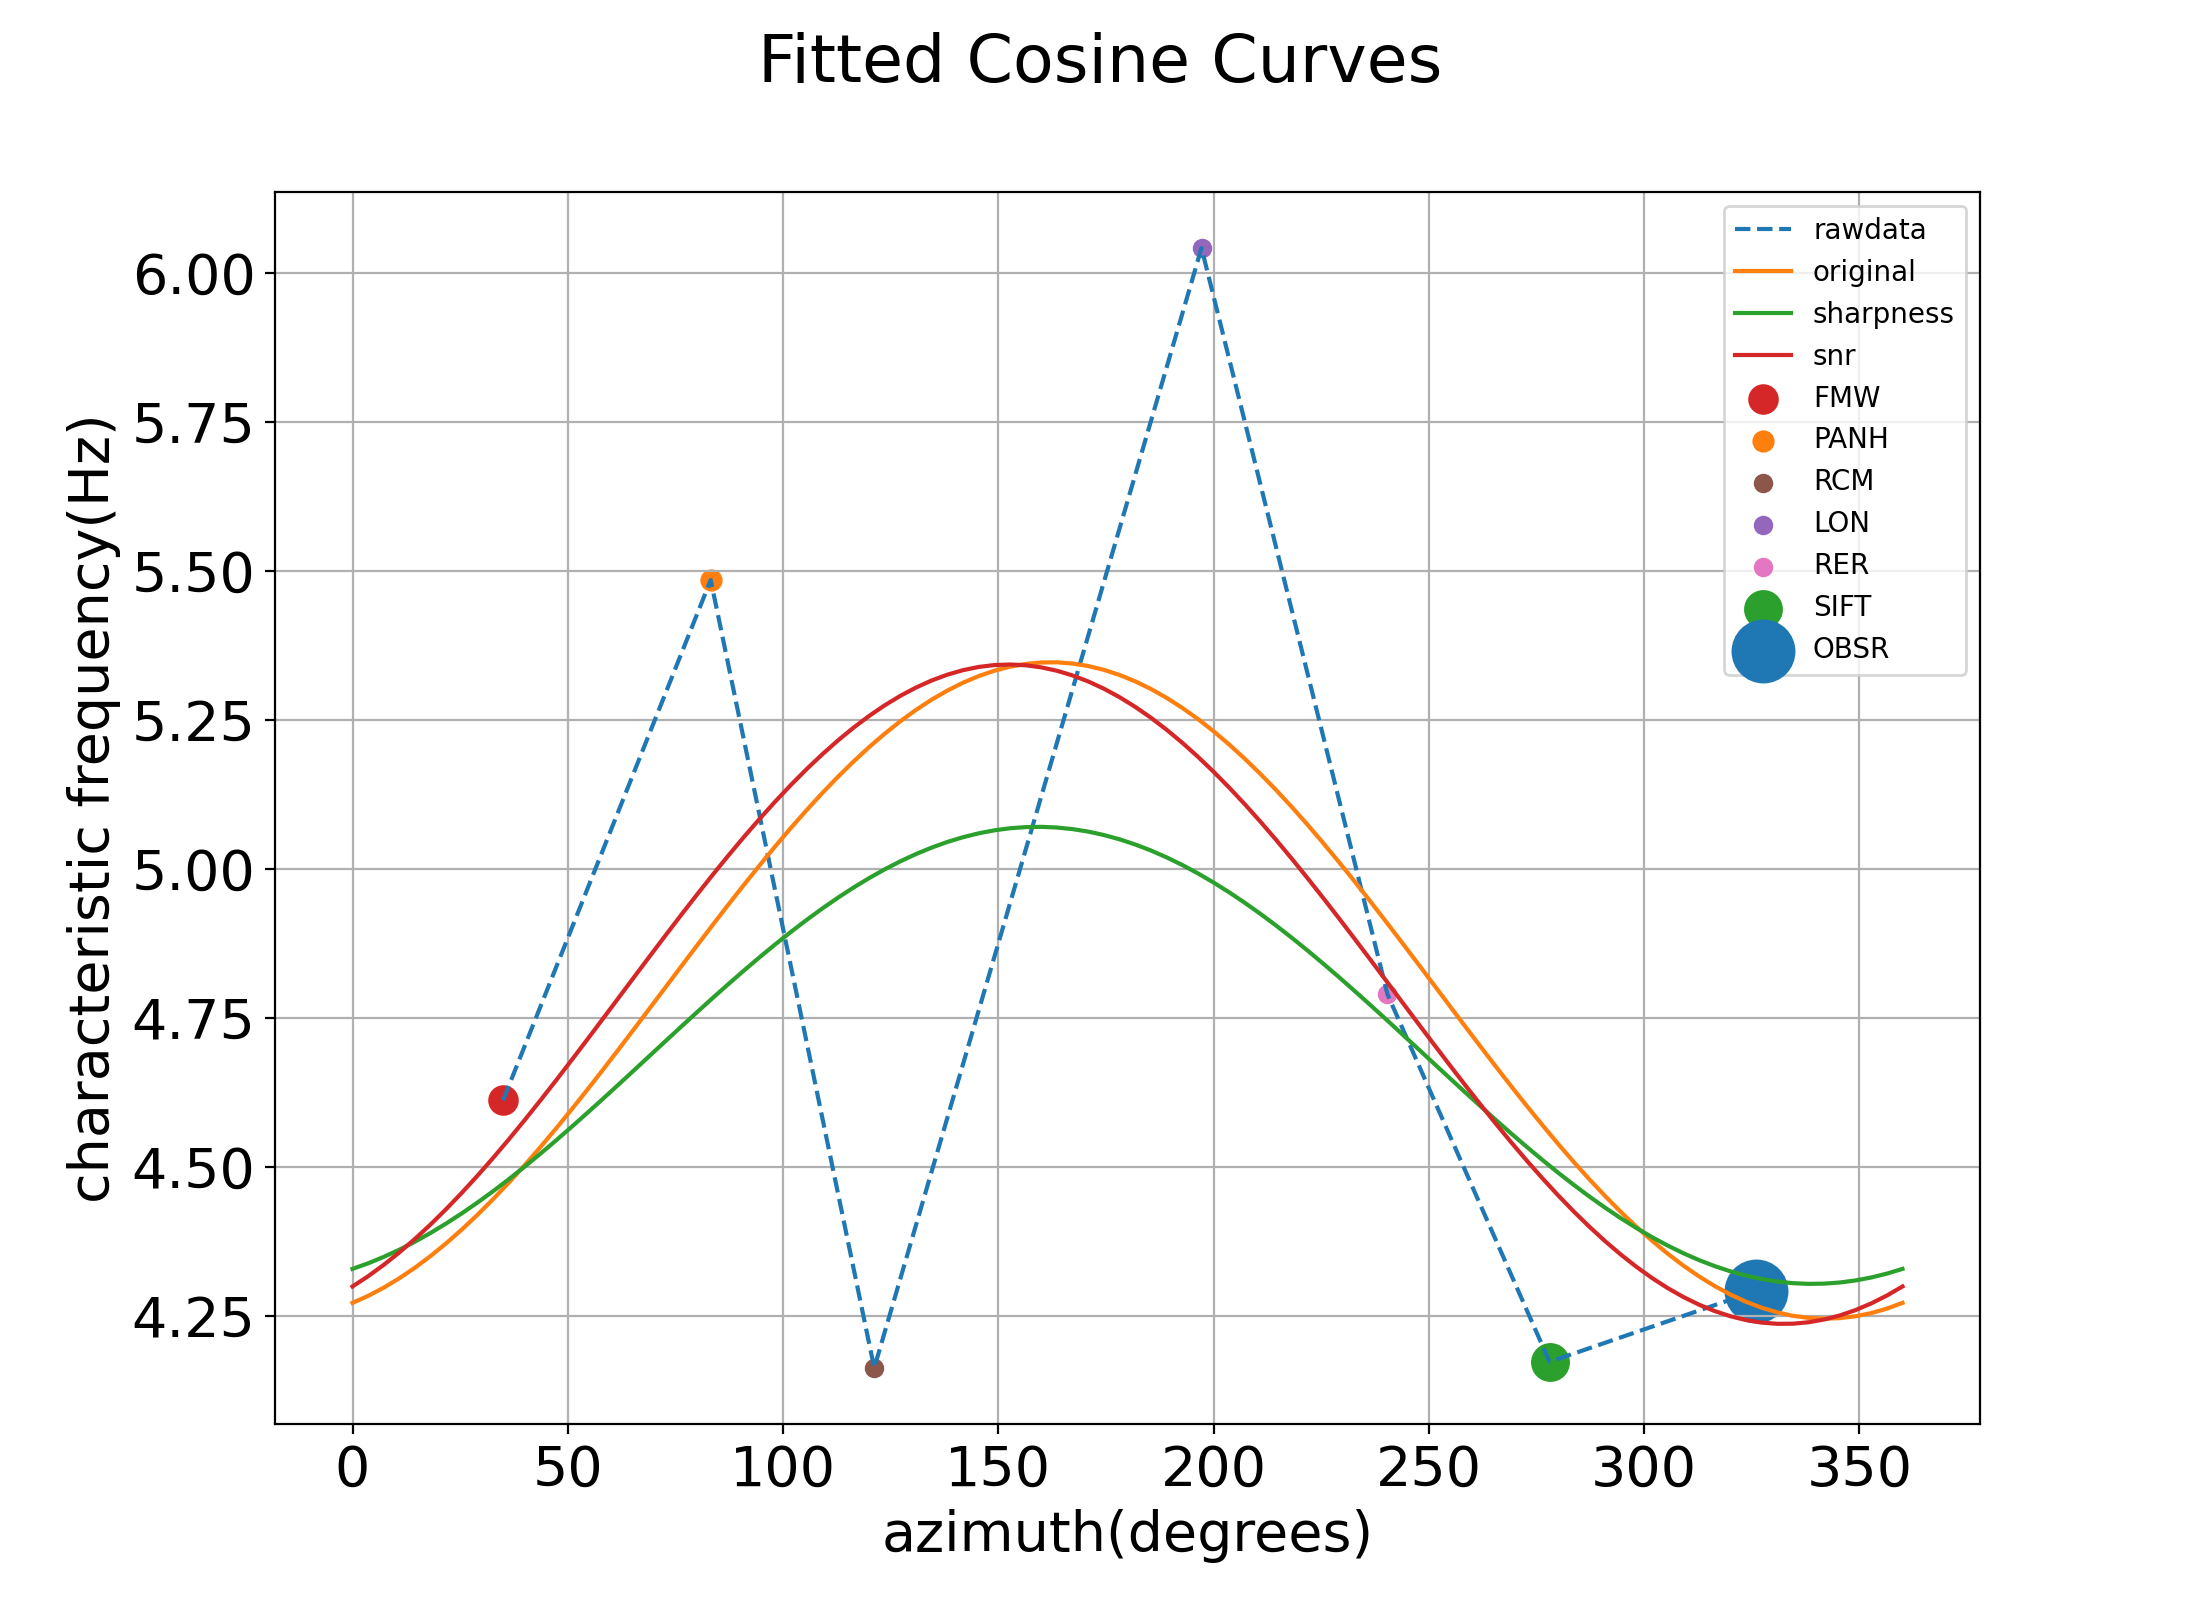 Fitted Cosine Curves
rawdata
original
sharpness
snr
FMW
PANH
RCM
LON
RER
SIFT
OBSR
characteristic frequency(Hz)
6.00
5.75
5.50
5.25
5.00
4.75
4.50
4.25
0 50 100 150 200 250 300 350
azimuth(degrees)